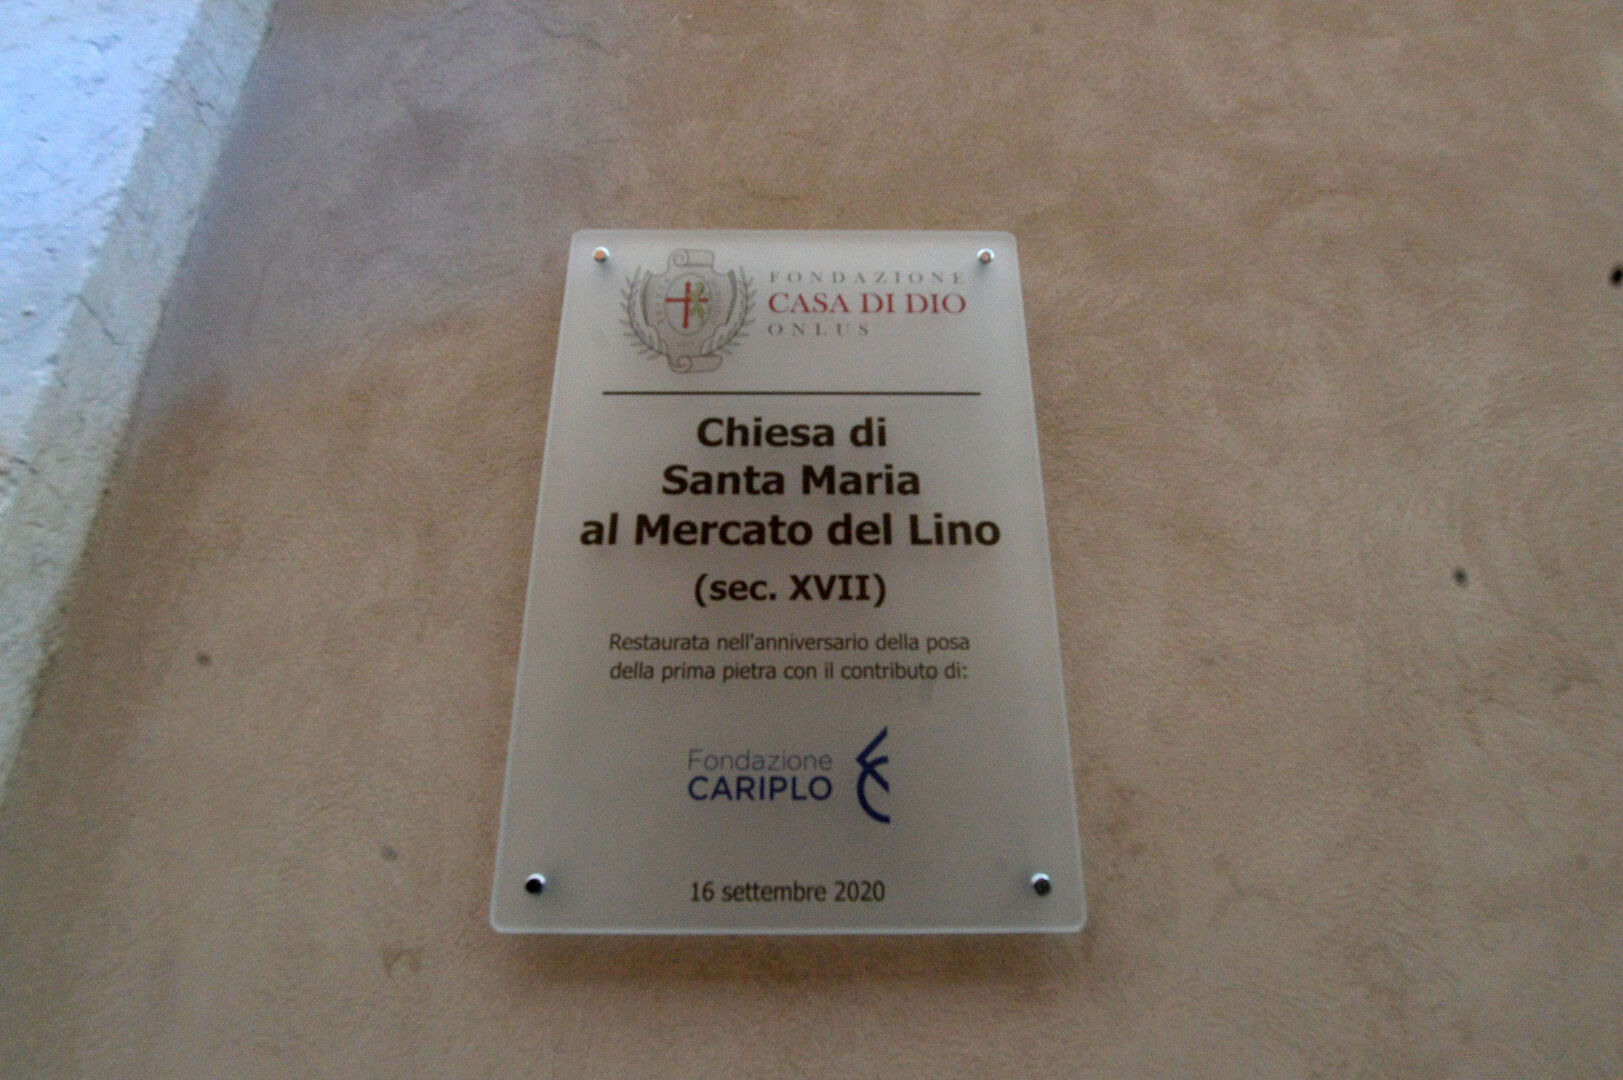 FONDAZIONE
CASA DI DIO
ONLUS
Chiesa di
Santa Maria
al Mercato del Lino
(sec. XVII)
Restaurata nell'anniversario della posa
della prima pietra con il contributo di:
Fondazione
CARIPLO
16 settembre 2020